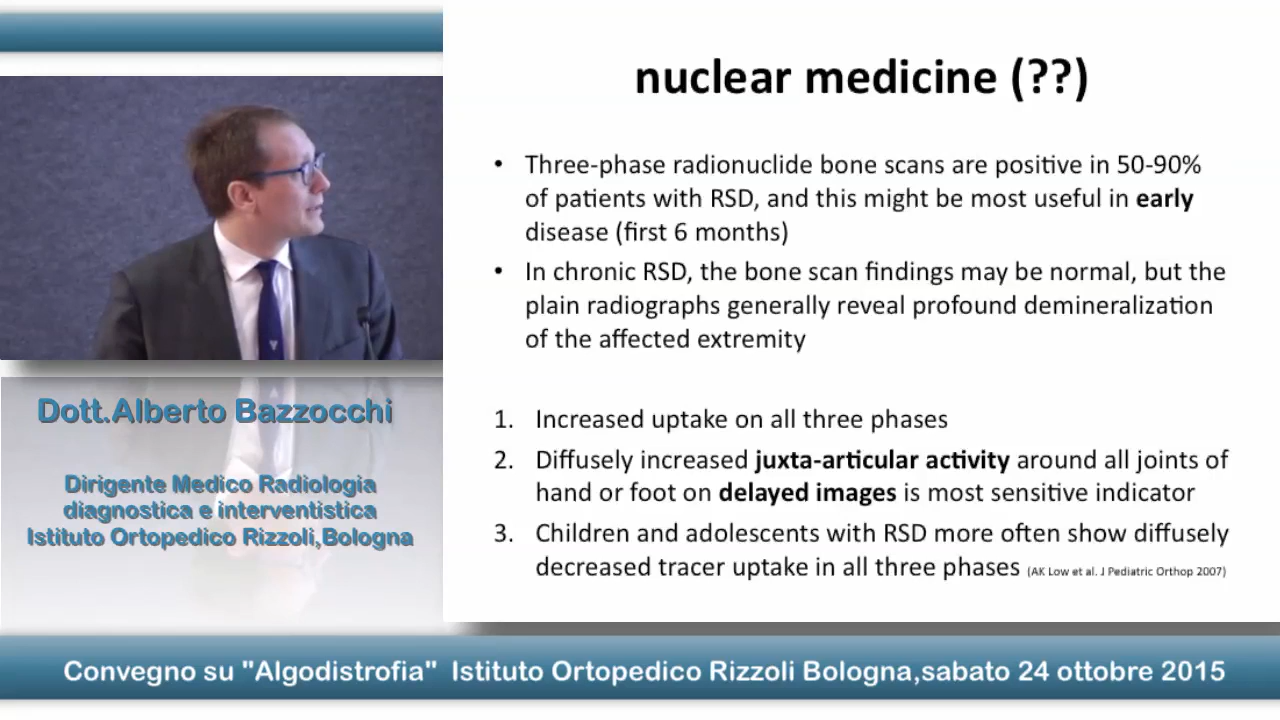 nuclear medicine (??)
• Three-phase radionuclide bone scans are positive in 50-90%
of patients with RSD, and this might be most useful in early
disease (first 6 months)
• In chronic RSD, the bone scan findings may be normal, but the
plain radiographs generally reveal profound demineralization
of the affected extremity
1. Increased uptake on all three phases
2. Diffusely increased juxta-articular activity around all joints of
hand or foot on delayed images is most sensitive indicator
3. Children and adolescents with RSD more often show diffusely
decreased tracer uptake in all three phases (AK Low et al. J Pediatric Orthop 2007)
Dott.Alberto Bazzocchi
Dirigente Medico Radiologia
diagnostica e interventistica
Istituto Ortopedico Rizzoli,Bologna
Convegno su "Algodistrofia" Istituto Ortopedico Rizzoli Bologna,sabato 24 ottobre 2015